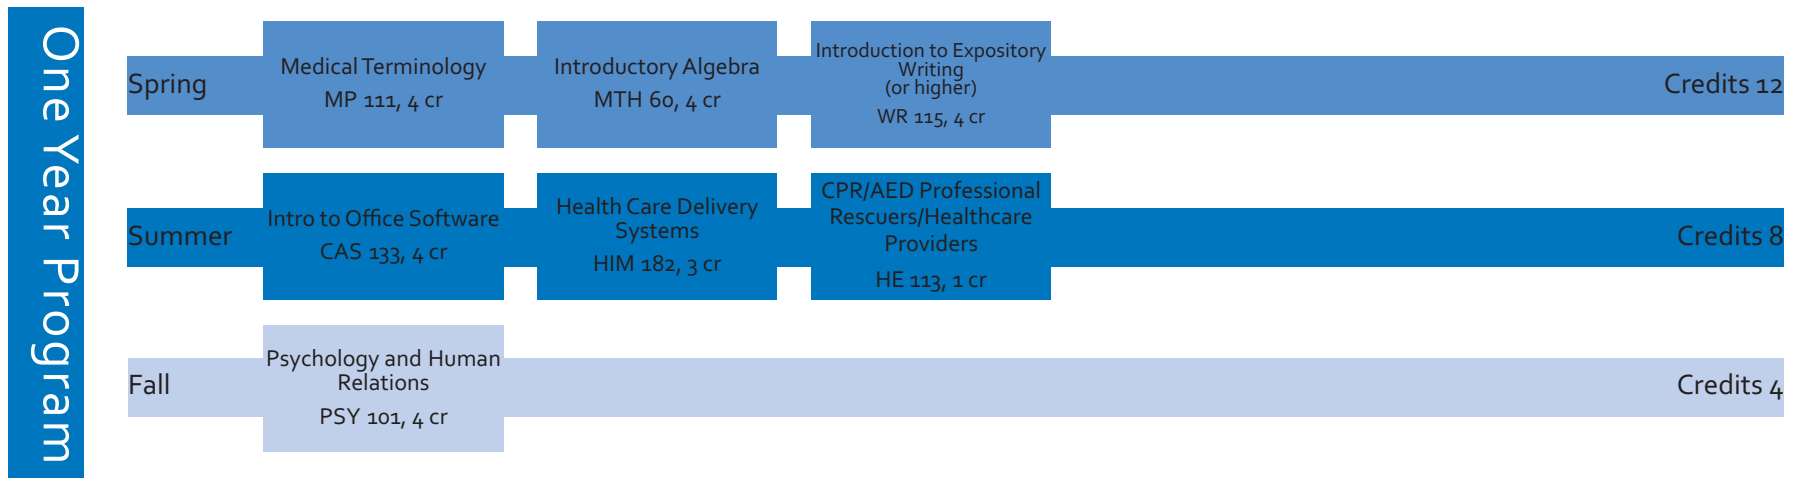 One Year Program
Spring
Medical Terminology
MP 111, 4 cr
Introductory Algebra
MTH 60, 4 cr
Introduction to Expository
Writing
(or higher)
WR 115, 4 cr
Credits 12
Summer
Intro to Office Software
CAS 133, 4 cr
Health Care Delivery
Systems
HIM 182, 3 cr
CPR/AED Professional
Rescuers/Healthcare
Providers
HE 113, 1 cr
Credits 8
Fall
Psychology and Human
Relations
PSY 101, 4 cr
Credits 4